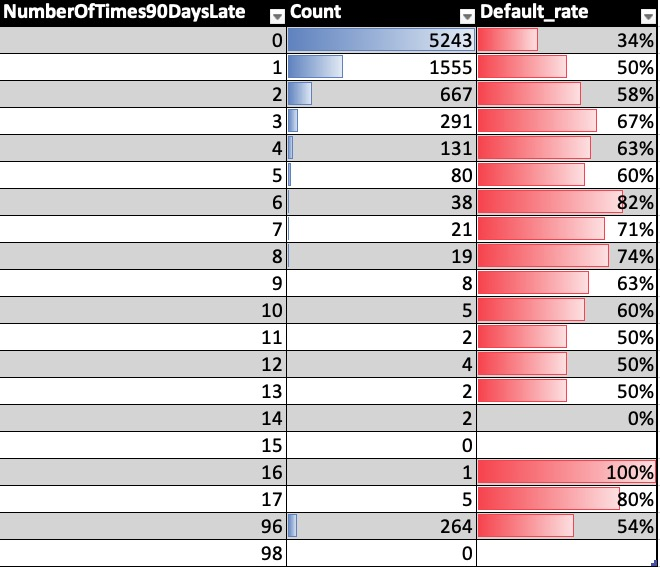 NumberOfTimes90DaysLate Count Default_rate
0 5243 34%
1 1555 50%
2 667 58%
3 291 67%
4 131 63%
5 80 60%
6 38 82%
7 21 71%
8 19 74%
9 8 63%
10 5 60%
11 2 50%
12 4 50%
13 2 50%
14 2 0%
15 0
16 1 100%
17 5 80%
96 264 54%
98 0